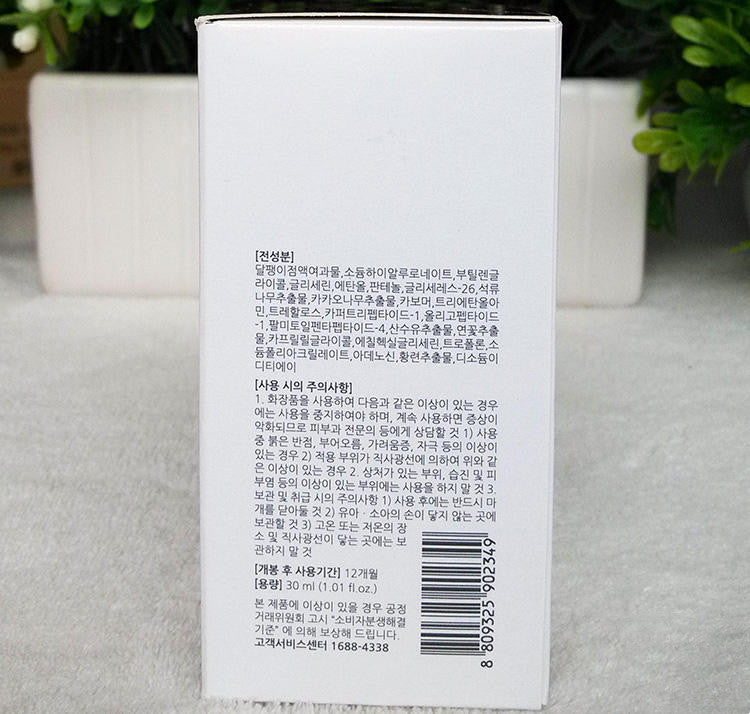 [전성분]
달팽이점액여과물,소듐하이알루로네이트,부틸렌글
라이콜,글리세린,에탄올,판테놀,글리세레스-26,석류
나무추출물,카카오나무추출물,카보머,트리에탄올아
민,트레할로스,카퍼트리펩타이드-1,올리고펩타이드
-1,팔미토일펜타펩타이드-4,산수유추출물,연꽃추출
물,카프릴릴글라이콜,에칠헥실글리세린,트로폴론,소
듐폴리아크릴레이트,아데노신,황련추출물,디소듐이
디티에이
[사용 시의 주의사항]
1. 화장품을 사용하여 다음과 같은 이상이 있는 경우
에는 사용을 중지하여야 하며, 계속 사용하면 증상이
악화되므로 피부과 전문의 등에게 상담할 것 1) 사용
중 붉은 반점, 부어오름, 가려움증, 자극 등의 이상이
있는 경우 2) 적용 부위가 직사광선에 의하여 위와 같
은 이상이 있는 경우 2. 상처가 있는 부위, 습진 및 피
부염 등의 이상이 있는 부위에는 사용을 하지 말 것 3.
보관 및 취급 시의 주의사항 1) 사용 후에는 반드시 마
개를 닫아둘 것 2) 유아 · 소아의 손이 닿지 않는 곳에
보관할 것 3) 고온 또는 저온의 장
소 및 직사광선이 닿는 곳에는 보
관하지 말 것
[개봉 후 사용기간] 12개월
[용량] 30 ml (1.01 fl.oz.)
본 제품에 이상이 있을 경우 공정
거래위원회 고시 "소비자분쟁해결
기준" 에 의해 보상해 드립니다.
고객서비스센터 1688-4338
8 809325 902349